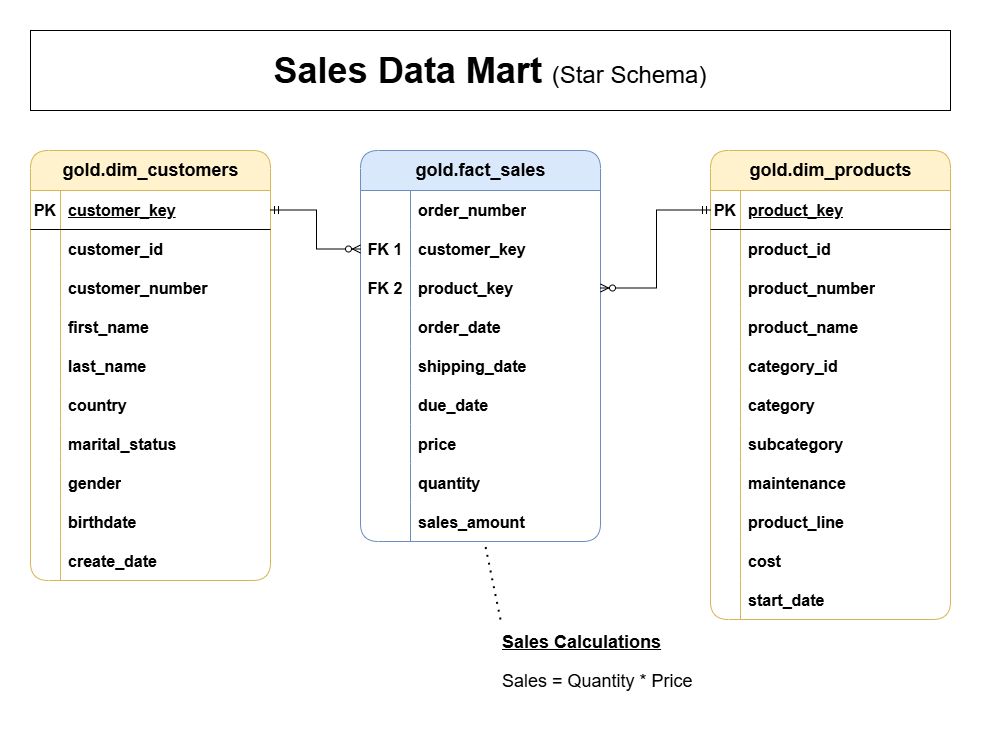 Sales Data Mart (Star Schema)
gold.dim_customers
PK customer_key
customer_id
customer_number
first_name
last_name
country
marital_status
gender
birthdate
create_date
gold.fact_sales
order_number
FK 1 customer_key
FK 2 product_key
order_date
shipping_date
due_date
price
quantity
sales_amount
gold.dim_products
PK product_key
product_id
product_number
product_name
category_id
category
subcategory
maintenance
product_line
cost
start_date
Sales Calculations
Sales = Quantity * Price